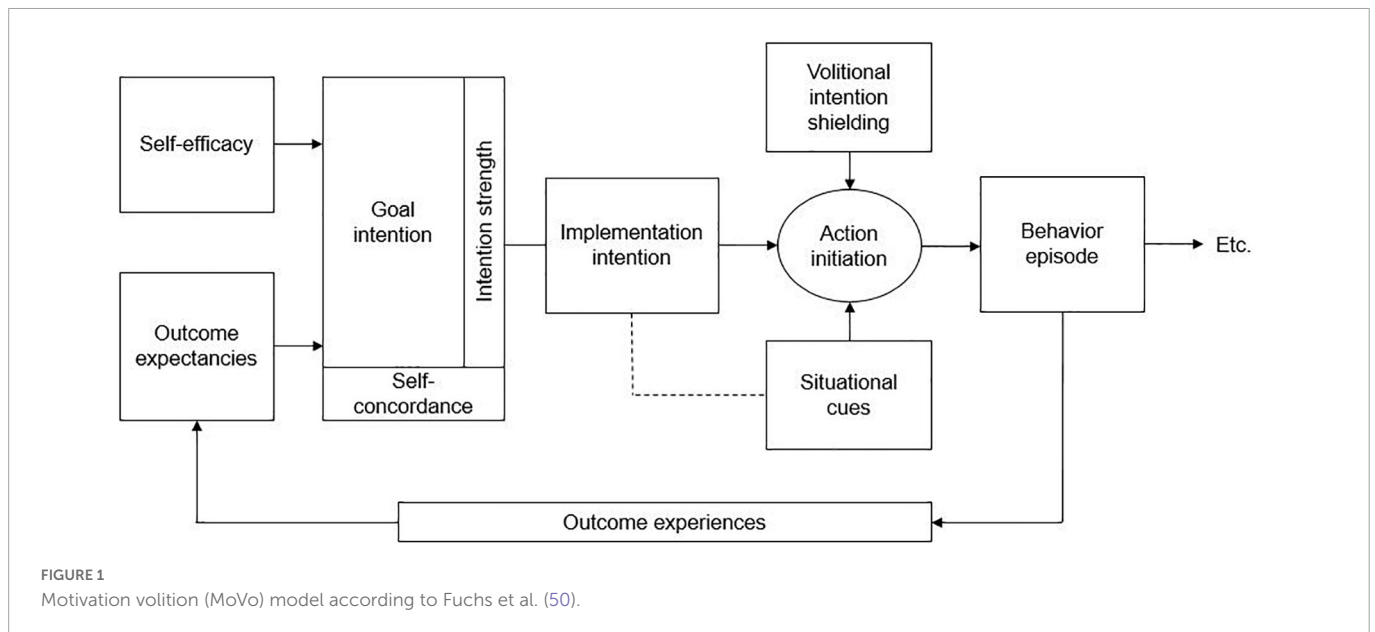 Self-efficacy
Outcome
expectancies
Goal
intention
Intention strength
Self-
concordance
Implementation
intention
Volitional
intention
shielding
Action
initiation
Situational
cues
Behavior
episode
Etc.
Outcome experiences
FIGURE 1
Motivation volition (MoVo) model according to Fuchs et al. (50).